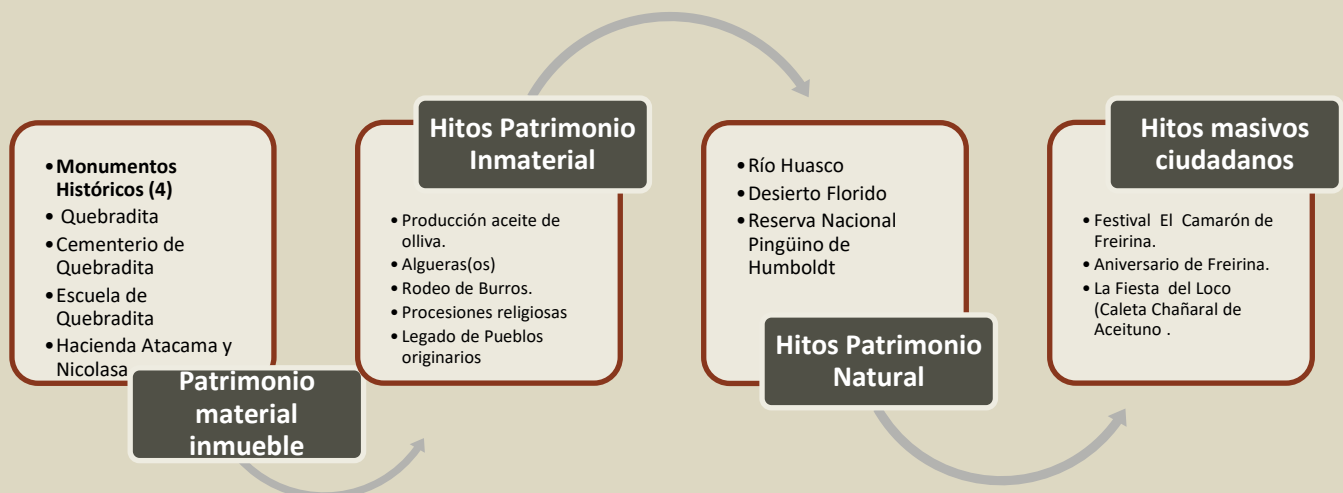 • Monumentos
Históricos (4)
• Quebradita
• Cementerio de
Quebradita
• Escuela de
Quebradita
• Hacienda Atacama y
Nicolasa
Patrimonio
material
inmueble
Hitos Patrimonio
Inmaterial
• Producción aceite de
olliva.
• Algueras(os)
• Rodeo de Burros.
• Procesiones religiosas
• Legado de Pueblos
originarios
• Río Huasco
• Desierto Florido
• Reserva Nacional
Pingüino de
Humboldt
Hitos Patrimonio
Natural
Hitos masivos
ciudadanos
• Festival El Camarón de
Freirina.
• Aniversario de Freirina.
• La Fiesta del Loco
(Caleta Chañaral de
Aceituno .